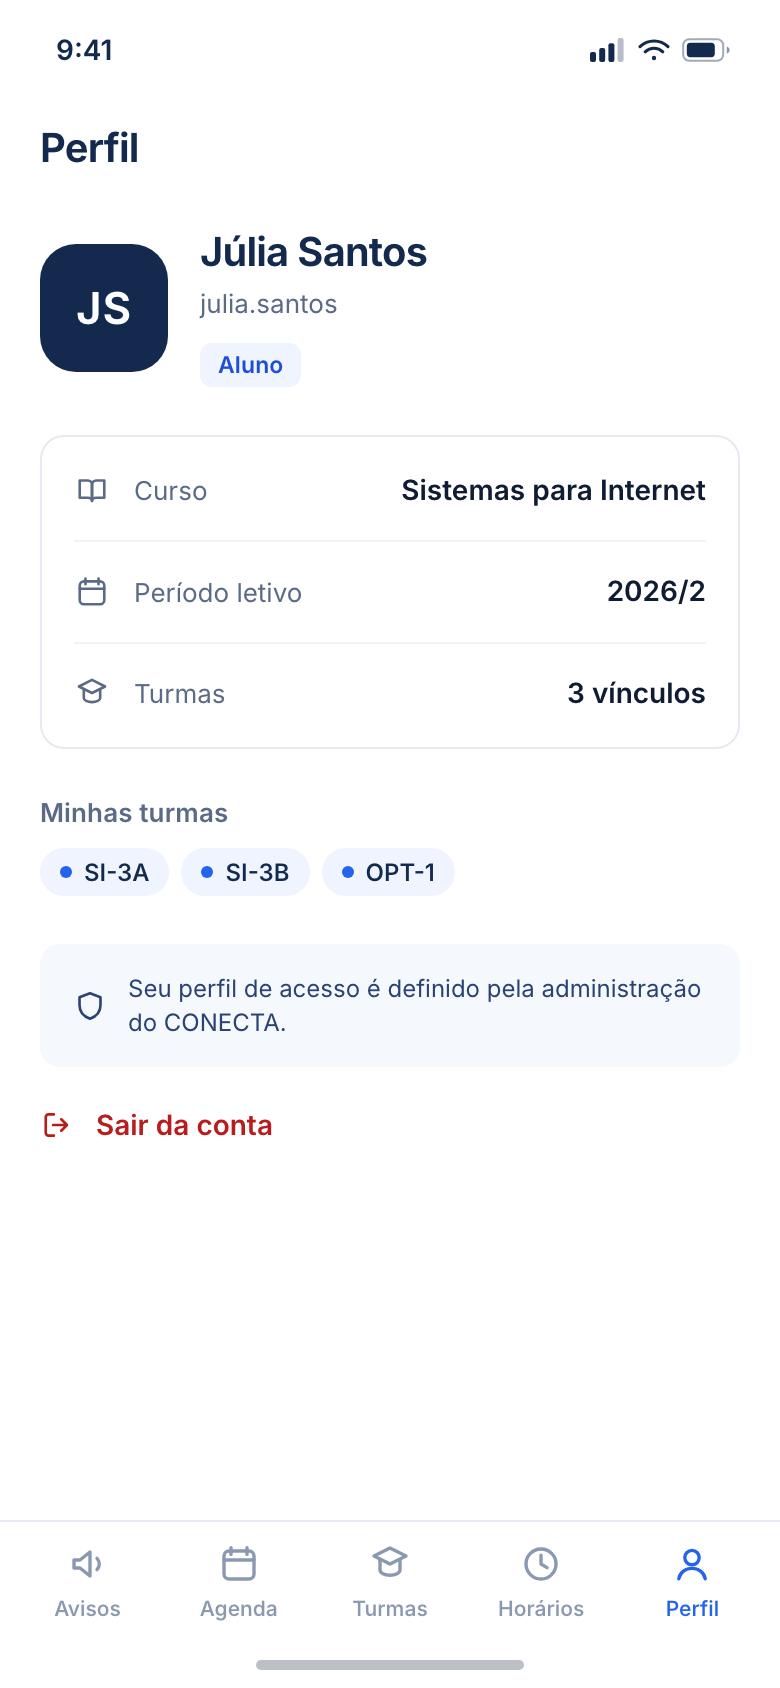 9:41
Perfil
JS
Júlia Santos
julia.santos
Aluno
Curso
Sistemas para Internet
Período letivo
2026/2
Turmas
3 vínculos
Minhas turmas
SI-3A
SI-3B
OPT-1
Seu perfil de acesso é definido pela administração
do CONECTA.
Sair da conta
Avisos
Agenda
Turmas
Horários
Perfil